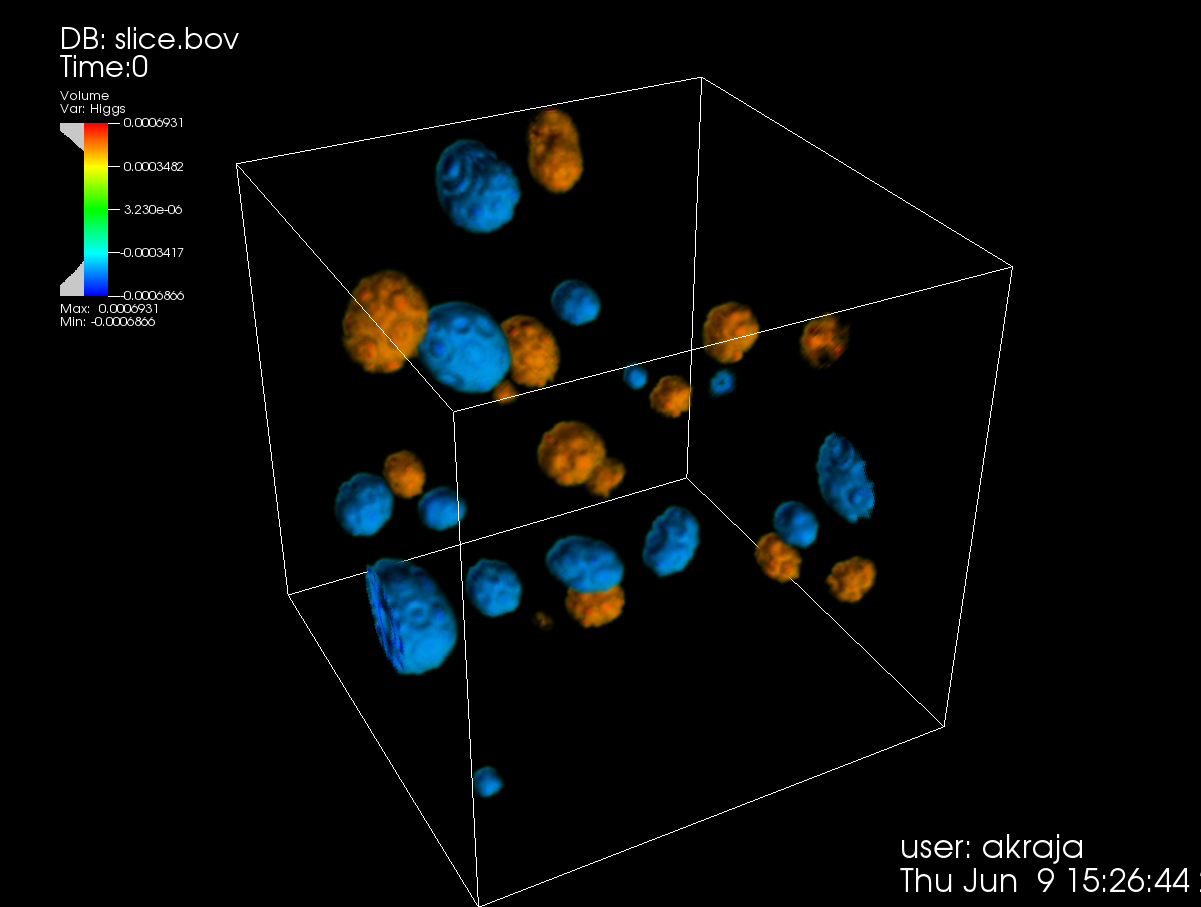 DB: slice.bov
Time:0
Volume
Var: Higgs
0.0006931
0.0003482
3.230e-06
-0.0003417
-0.0006866
Max: 0.0006931
Min: -0.0006866
user: akraja
Thu Jun 9 15:26:44